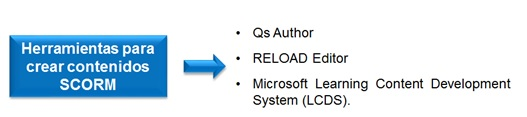 Herramientas para
crear contenidos
SCORM
• Qs Author
• RELOAD Editor
• Microsoft Learning Content Development
System (LCDS).